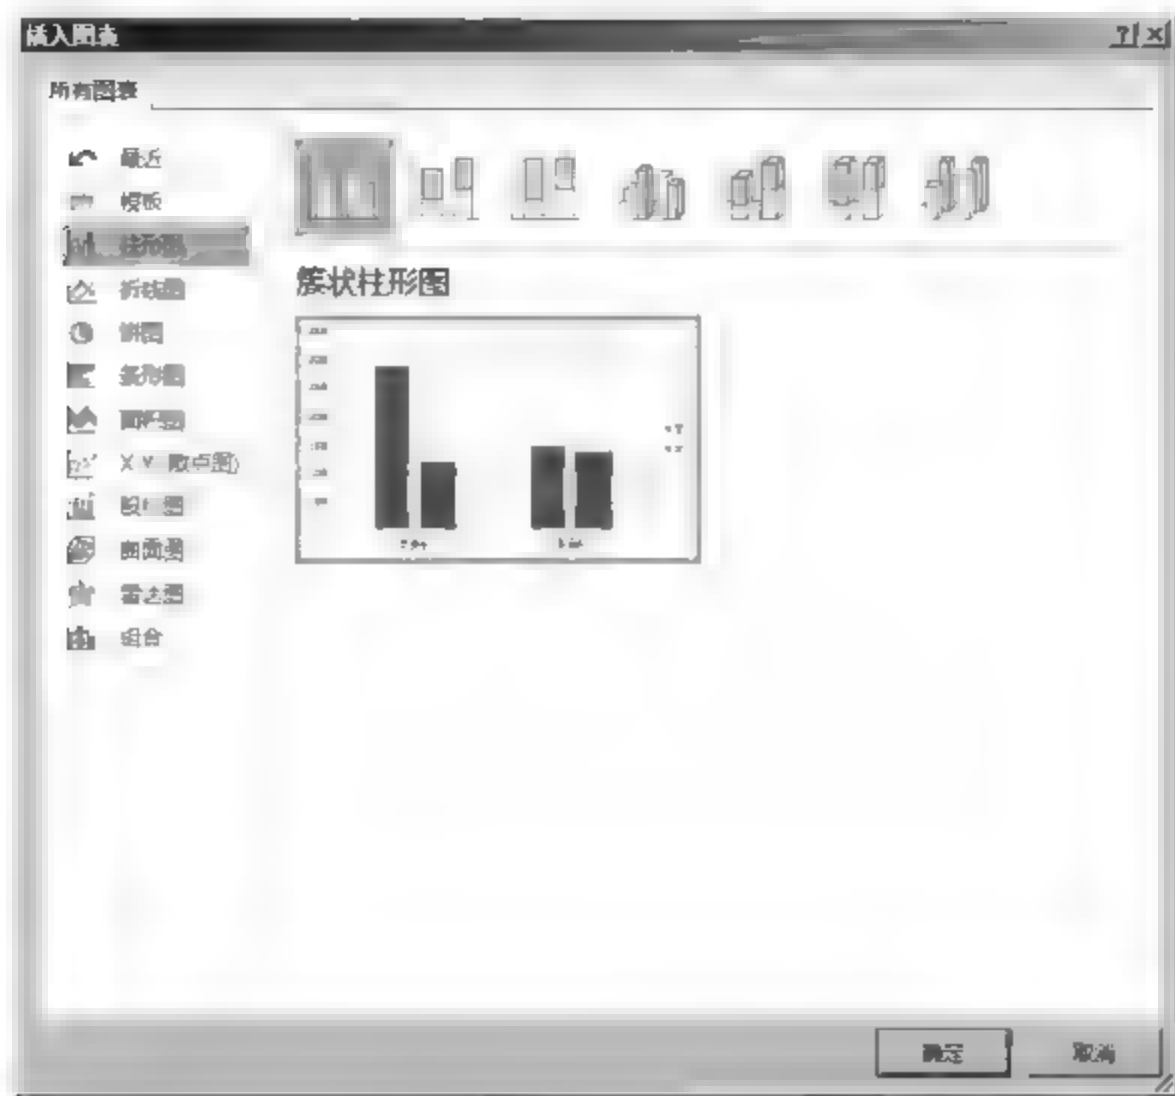 插入图表
所有图表
最近
模板
柱形图
折线图
饼图
条形图
面积图
X Y (散点图)
股价图
曲面图
雷达图
组合
簇状柱形图
确定
取消